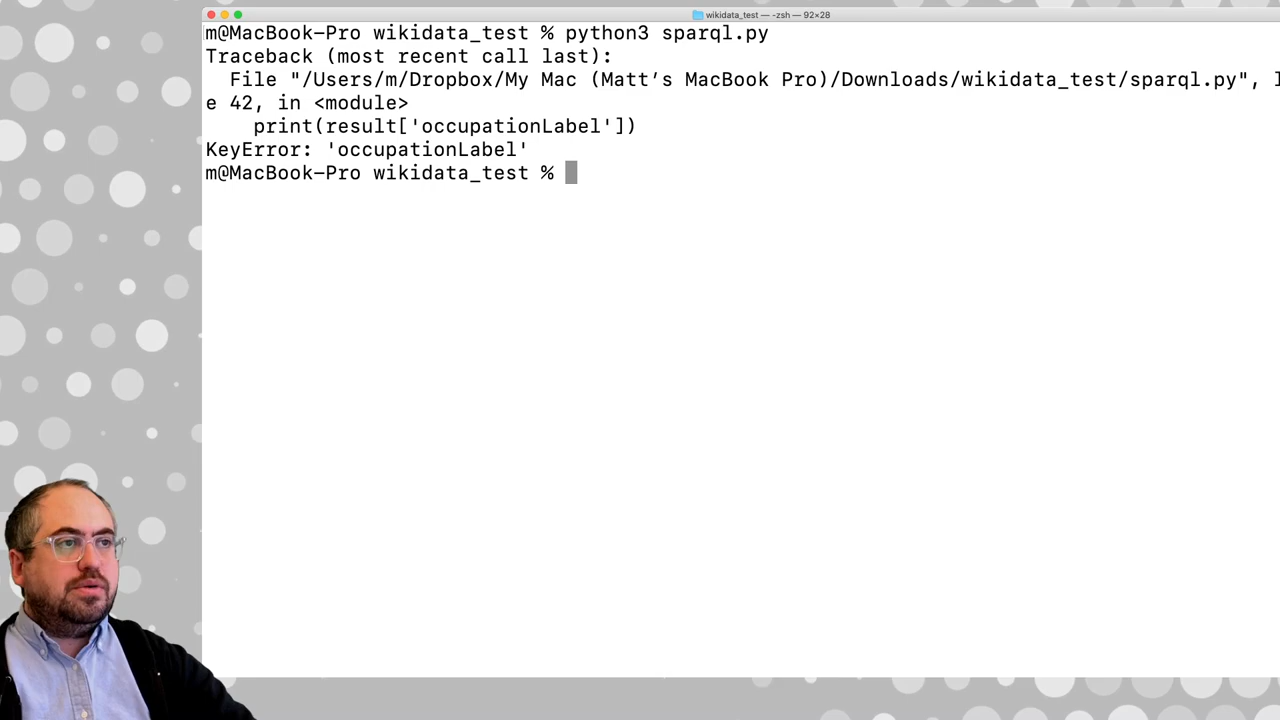 wikidata_test — -zsh — 92×28
m@MacBook-Pro wikidata_test % python3 sparql.py
Traceback (most recent call last):
  File "/Users/m/Dropbox/My Mac (Matt’s MacBook Pro)/Downloads/wikidata_test/sparql.py",
e 42, in <module>
    print(result['occupationLabel'])
KeyError: 'occupationLabel'
m@MacBook-Pro wikidata_test %